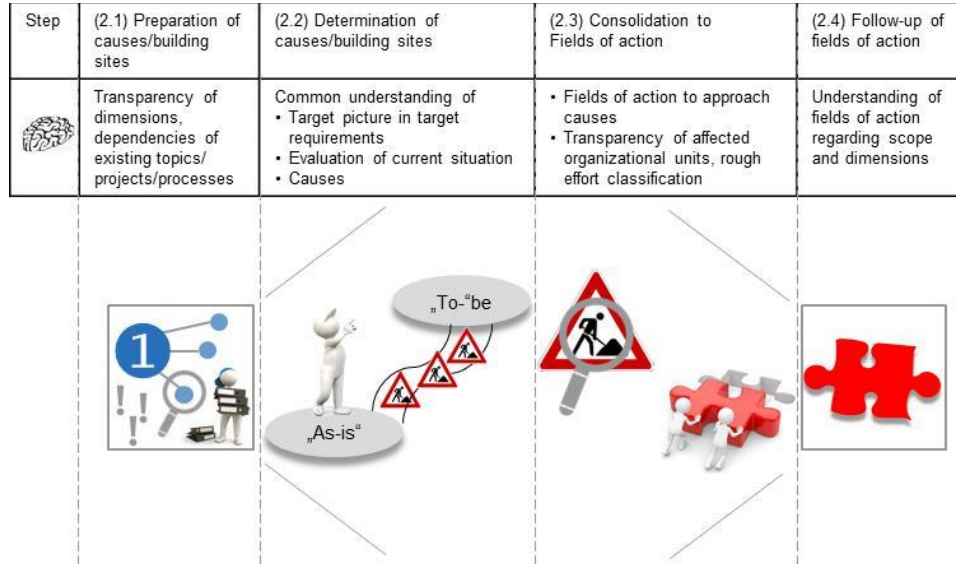 Step
(2.1) Preparation of
causes/building
sites
(2.2) Determination of
causes/building sites
(2.3) Consolidation to
Fields of action
(2.4) Follow-up of
fields of action
Transparency of
dimensions,
dependencies of
existing topics/
projects/processes
Common understanding of
• Target picture in target
requirements
• Evaluation of current situation
• Causes
• Fields of action to approach
causes
• Transparency of affected
organizational units, rough
effort classification
Understanding of
fields of action
regarding scope
and dimensions
1
! ! !
„To-“be
„As-is“